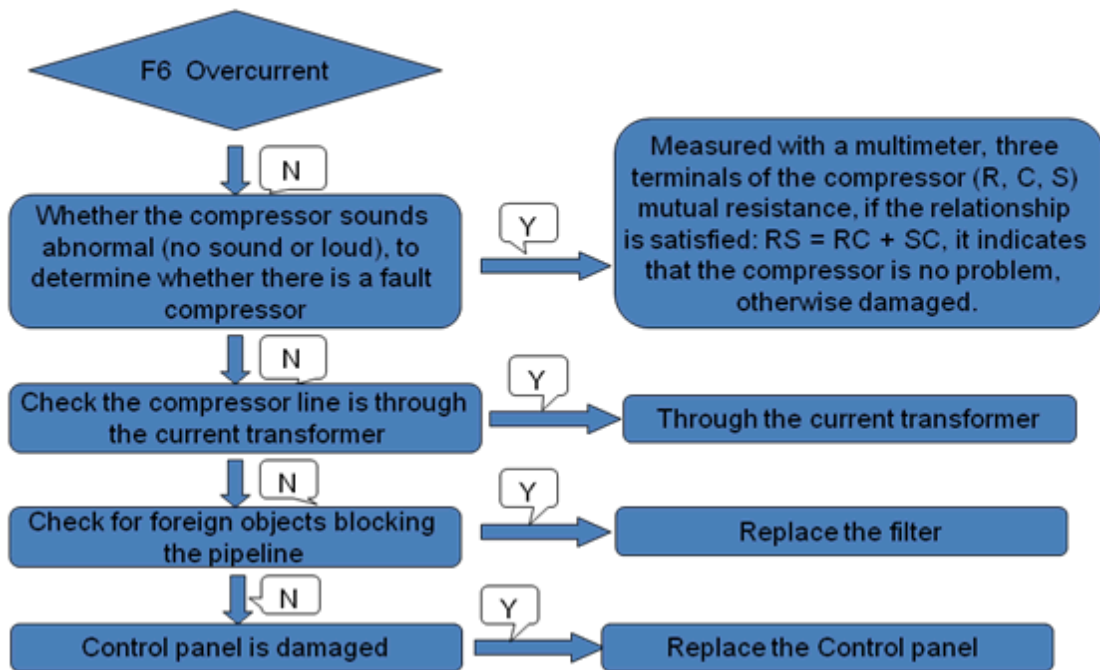 F6 Overcurrent
N
Whether the compressor sounds
abnormal (no sound or loud), to
determine whether there is a fault
compressor
Y
Measured with a multimeter, three
terminals of the compressor (R, C, S)
mutual resistance, if the relationship
is satisfied: RS = RC + SC, it indicates
that the compressor is no problem,
otherwise damaged.
N
Check the compressor line is through
the current transformer
Y
Through the current transformer
N
Check for foreign objects blocking
the pipeline
Y
Replace the filter
N
Control panel is damaged
Y
Replace the Control panel